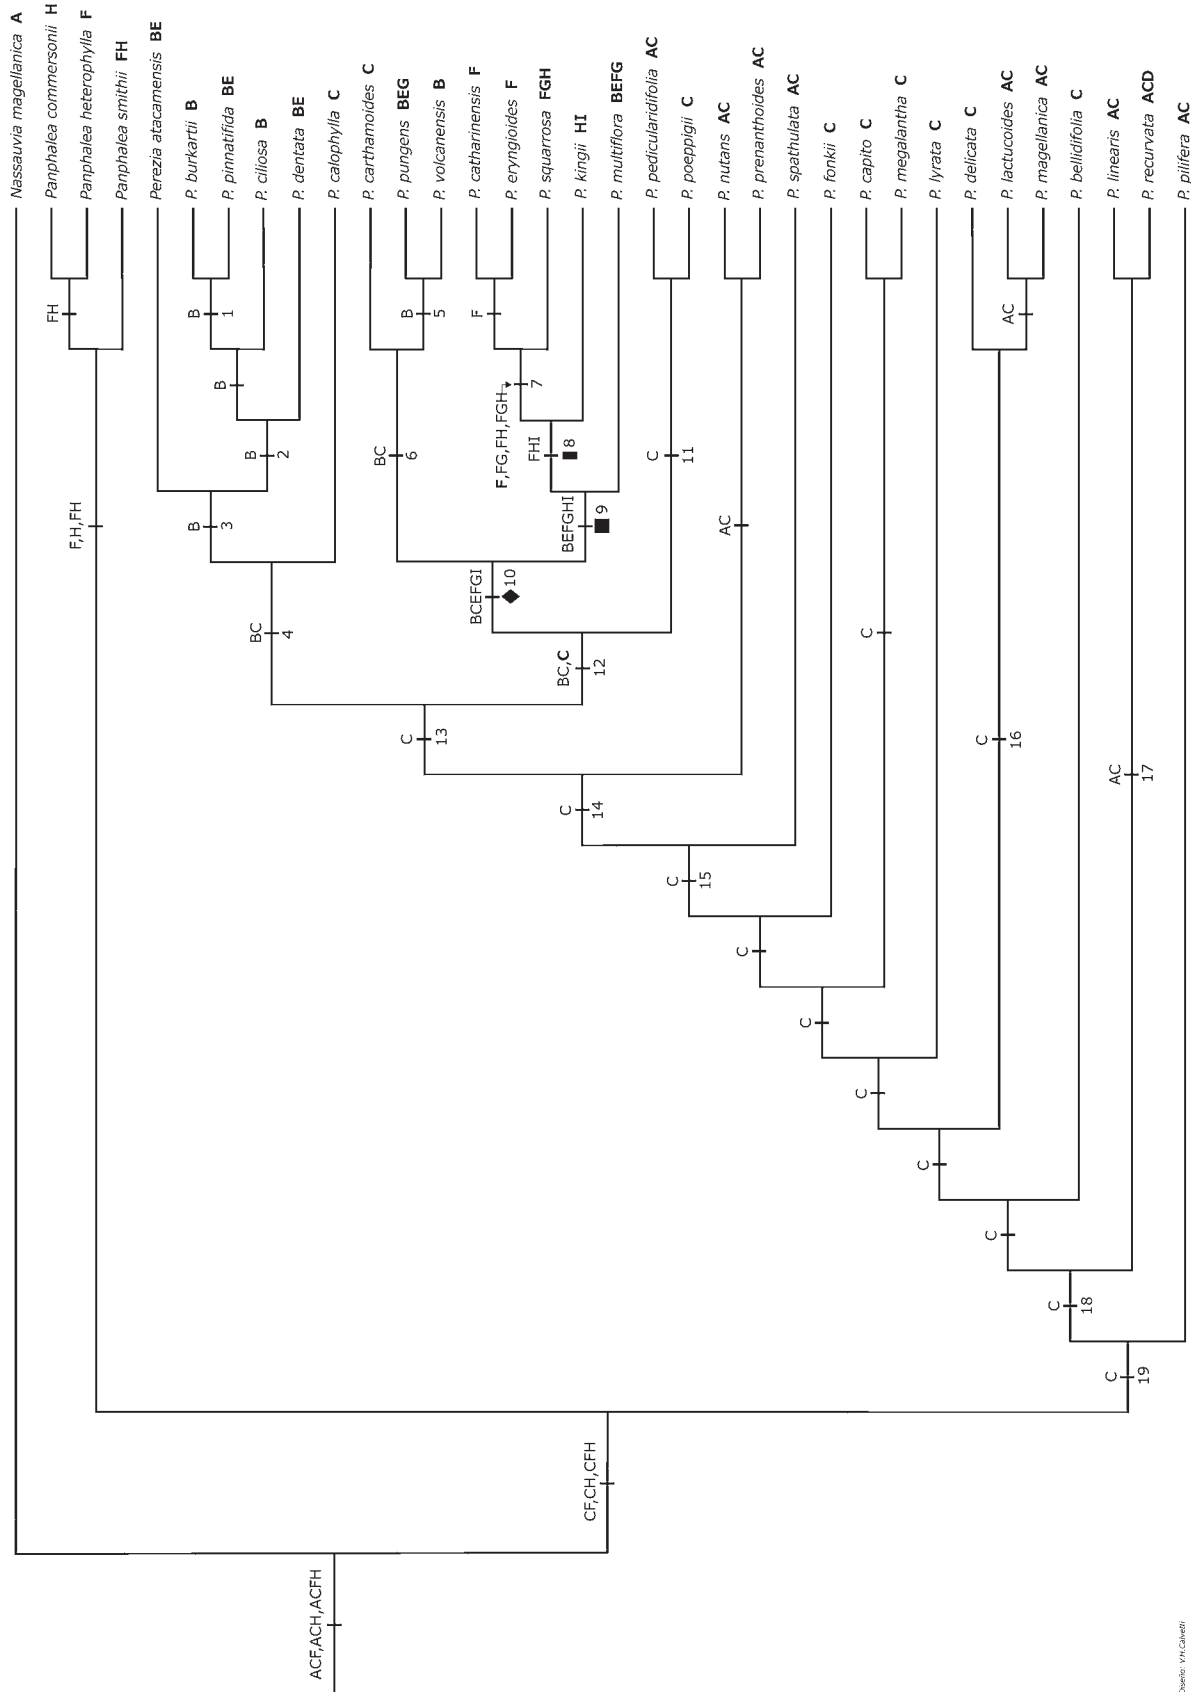 Nassauvia magellanica A
Panphalea commersonii H
Panphalea heterophylla F
Panphalea smithii FH
Perezia atacamensis BE
P. burkartii B
P. pinnatifida BE
P. ciliosa B
P. dentata BE
P. calophylla C
P. carthamoides C
P. pungens BEG
P. volcanensis B
P. catharinensis F
P. eryngioides F
P. squarrosa FGH
P. kingii HI
P. multiflora BEFG
P. pedicularidifolia AC
P. poeppigii C
P. nutans AC
P. prenanthoides AC
P. spathulata AC
P. fonkii C
P. capito C
P. megalantha C
P. lyrata C
P. delicata C
P. lactucoides AC
P. magellanica AC
P. bellidifolia C
P. linearis AC
P. recurvata ACD
P. pilifera AC
FH
F,H,FH
B
1
B
B
2
B
3
BC
4
B
5
BC
6
F
F,FG,FH,FGH
7
FHI
8
BEFGHI
9
BCEFGI
10
C
11
BC,C
12
C
13
AC
C
14
C
15
C
C
C
C
AC
C
16
C
C
AC
17
C
18
C
19
CF,CH,CFH
ACF,ACH,ACFH
Diseño: V.H.Calvetti